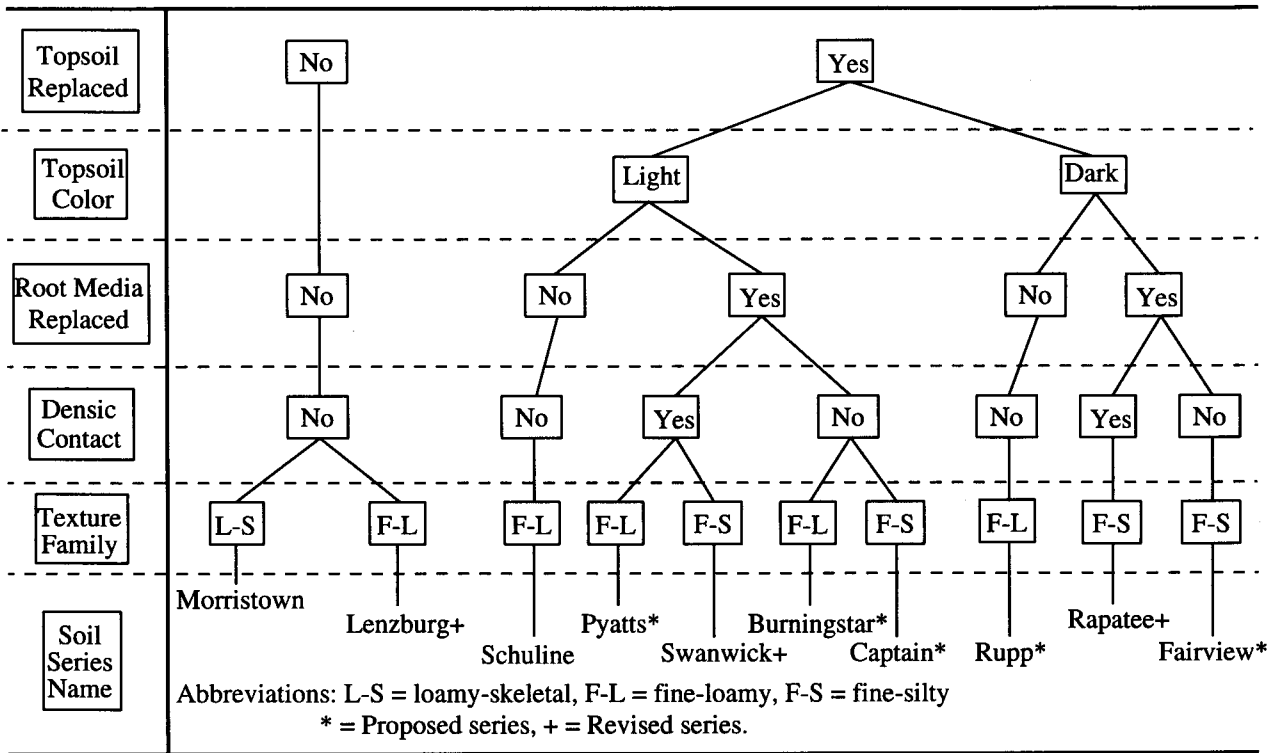 Topsoil
Replaced
No
Yes
Topsoil
Color
Light
Dark
Root Media
Replaced
No
No
Yes
No
Yes
Densic
Contact
No
No
Yes
No
No
Yes
No
Texture
Family
L-S
F-L
F-L
F-L
F-S
F-L
F-S
F-L
F-S
F-S
Soil
Series
Name
Morristown
Lenzburg+
Schuline
Pyatts*
Swanwick+
Burningstar*
Captain*
Rupp*
Rapatee+
Fairview*
Abbreviations: L-S = loamy-skeletal, F-L = fine-loamy, F-S = fine-silty
* = Proposed series, + = Revised series.